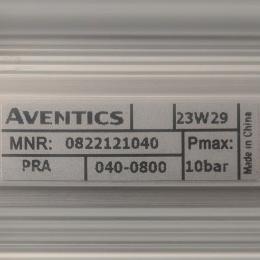 AVENTICS 23W29
MNR: 0822121040 Pmax:
PRA 040-0800 10bar
Made in China